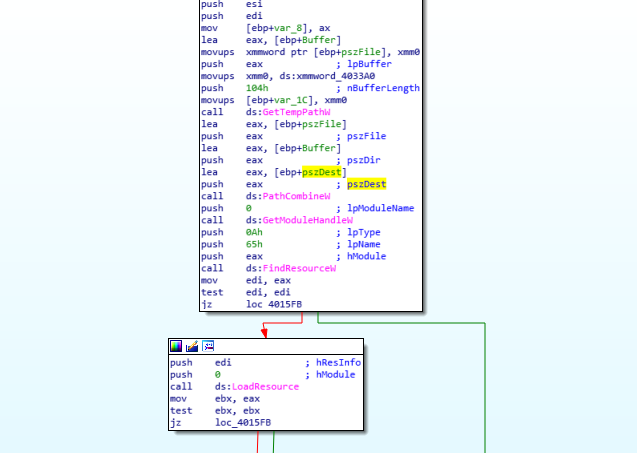 push esi
push edi
mov [ebp+var_8], ax
lea eax, [ebp+Buffer]
movups xmmword ptr [ebp+pszFile], xmm0
push eax ; lpBuffer
movups xmm0, ds:xmmword_4033A0
push 104h ; nBufferLength
movups [ebp+var_1C], xmm0
call ds:GetTempPathW
lea eax, [ebp+pszFile]
push eax ; pszFile
lea eax, [ebp+Buffer]
push eax ; pszDir
lea eax, [ebp+pszDest]
push eax ; pszDest
call ds:PathCombineW
push 0 ; lpModuleName
call ds:GetModuleHandleW
push 0Ah ; lpType
push 65h ; lpName
push eax ; hModule
call ds:FindResourceW
mov edi, eax
test edi, edi
jz loc_4015FB
push edi ; hResInfo
push 0 ; hModule
call ds:LoadResource
mov ebx, eax
test ebx, ebx
jz loc_4015FB